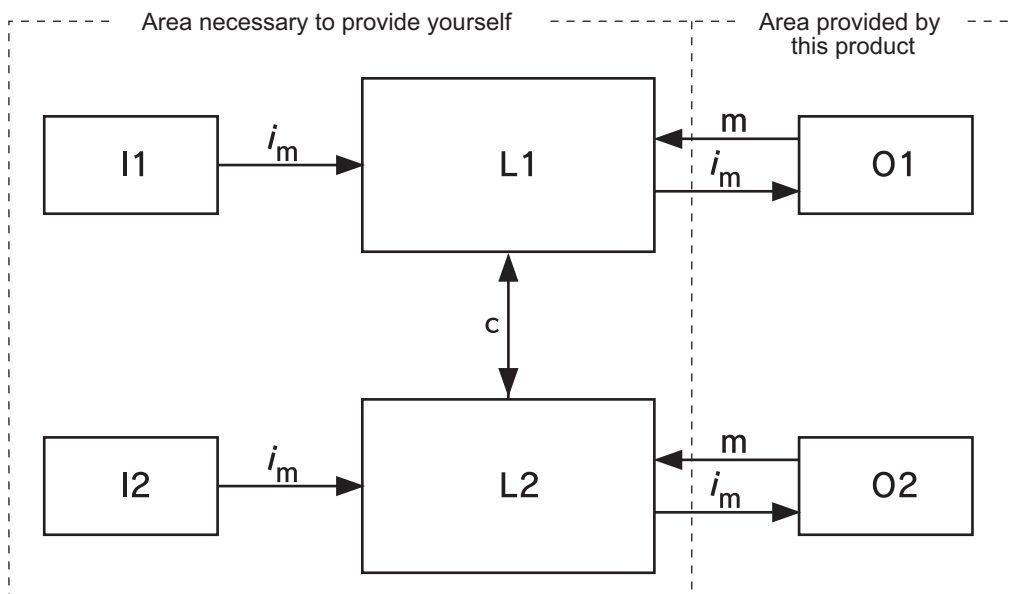 Area necessary to provide yourself
Area provided by
this product
I1
im
L1
m
im
O1
c
I2
im
L2
m
im
O2